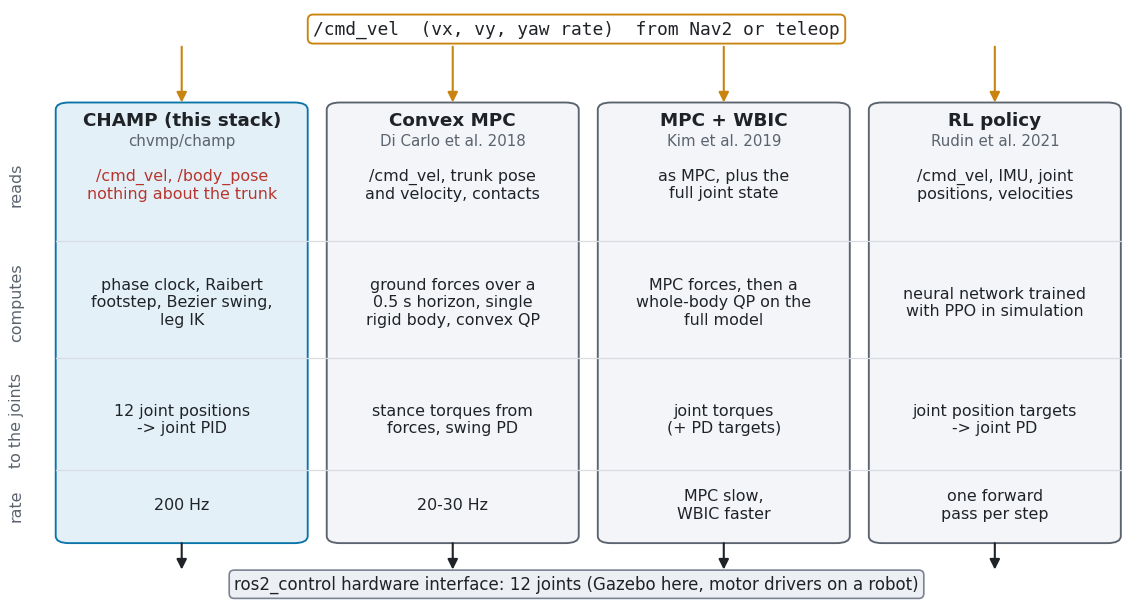 /cmd_vel  (vx, vy, yaw rate)  from Nav2 or teleop
CHAMP (this stack)
chvmp/champ
Convex MPC
Di Carlo et al. 2018
MPC + WBIC
Kim et al. 2019
RL policy
Rudin et al. 2021
reads
/cmd_vel, /body_pose
nothing about the trunk
/cmd_vel, trunk pose
and velocity, contacts
as MPC, plus the
full joint state
/cmd_vel, IMU, joint
positions, velocities
computes
phase clock, Raibert
footstep, Bezier swing,
leg IK
ground forces over a
0.5 s horizon, single
rigid body, convex QP
MPC forces, then a
whole-body QP on the
full model
neural network trained
with PPO in simulation
to the joints
12 joint positions
-> joint PID
stance torques from
forces, swing PD
joint torques
(+ PD targets)
joint position targets
-> joint PD
rate
200 Hz
20-30 Hz
MPC slow,
WBIC faster
one forward
pass per step
ros2_control hardware interface: 12 joints (Gazebo here, motor drivers on a robot)